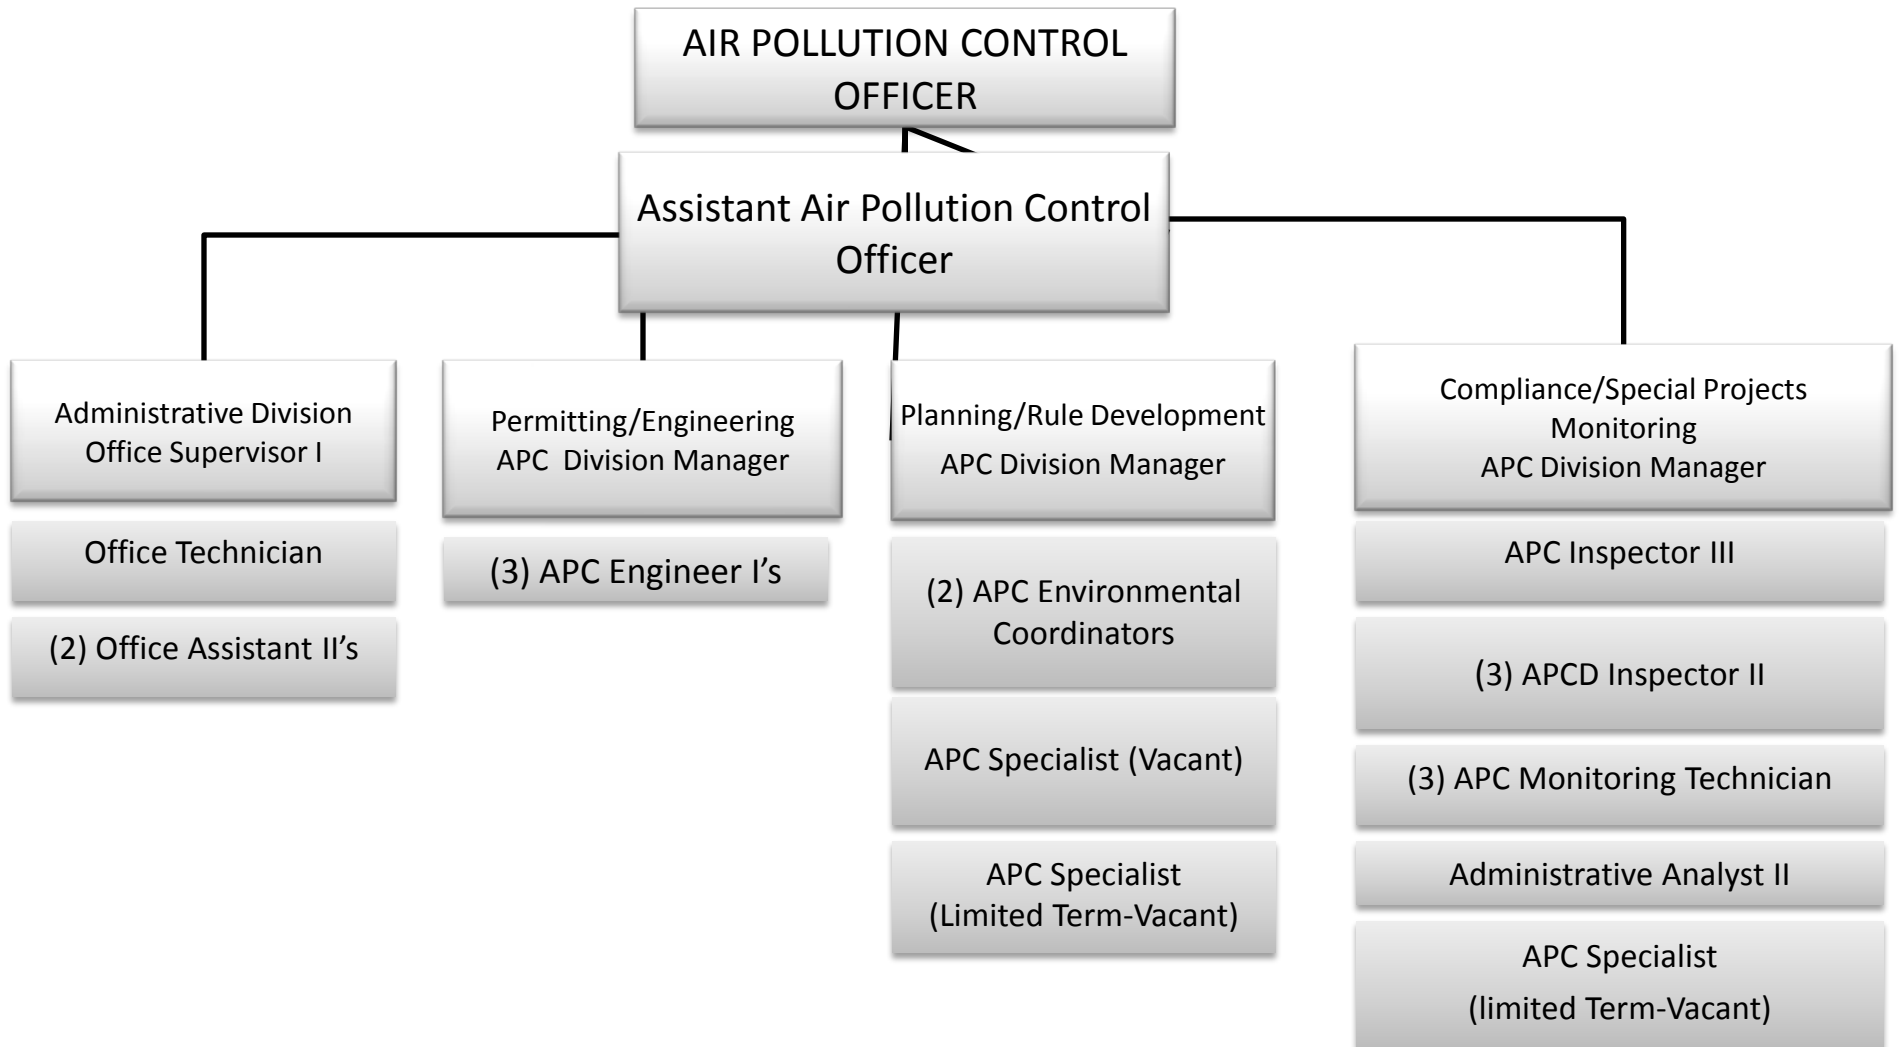 AIR POLLUTION CONTROL
OFFICER
Assistant Air Pollution Control
Officer
Administrative Division
Office Supervisor I
Office Technician
(2) Office Assistant II’s
Permitting/Engineering
APC  Division Manager
(3) APC Engineer I’s
Planning/Rule Development
APC Division Manager
(2) APC Environmental
Coordinators
APC Specialist (Vacant)
APC Specialist
(Limited Term-Vacant)
Compliance/Special Projects
Monitoring
APC Division Manager
APC Inspector III
(3) APCD Inspector II
(3) APC Monitoring Technician
Administrative Analyst II
APC Specialist
(limited Term-Vacant)